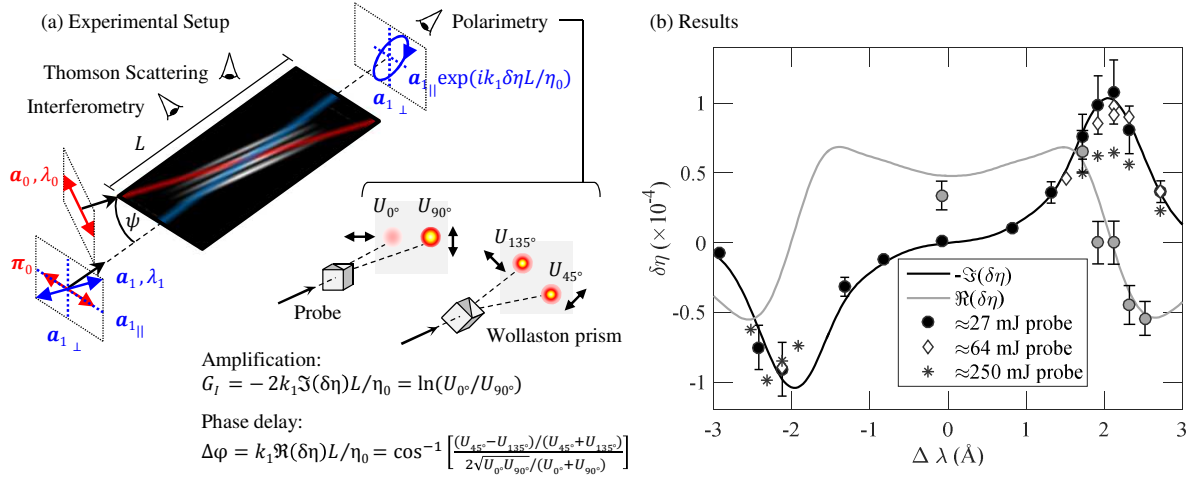 (a) Experimental Setup
Polarimetry
Thomson Scattering
Interferometry
L
a₁∥exp(ik₁δηL/η₀)
a₁⊥
a₀, λ₀
ψ
π₀
a₁, λ₁
a₁∥
a₁⊥
U₀° U₉₀°
U₁₃₅°
U₄₅°
Probe
Wollaston prism
Amplification:
G_I = − 2k₁ℑ(δη)L/η₀ = ln(U₀°/U₉₀°)
Phase delay:
Δφ = k₁ℜ(δη)L/η₀ = cos⁻¹ [ (U₄₅°−U₁₃₅°)/(U₄₅°+U₁₃₅°) / 2√U₀°U₉₀°/(U₀°+U₉₀°) ]
(b) Results
1
0.5
0
-0.5
-1
δη (× 10⁻⁴)
-ℑ(δη)
ℜ(δη)
≈27 mJ probe
≈64 mJ probe
≈250 mJ probe
-3 -2 -1 0 1 2 3
Δ λ (Å)